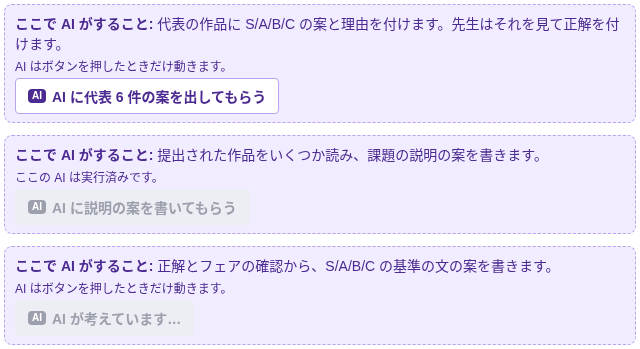 ここで AI がすること: 代表の作品に S/A/B/C の案と理由を付けます。先生はそれを見て正解を付
けます。
AI はボタンを押したときだけ動きます。
AI AI に代表 6 件の案を出してもらう
ここで AI がすること: 提出された作品をいくつか読み、課題の説明の案を書きます。
ここの AI は実行済みです。
AI AI に説明の案を書いてもらう
ここで AI がすること: 正解とフェアの確認から、S/A/B/C の基準の文の案を書きます。
AI はボタンを押したときだけ動きます。
AI AI が考えています…